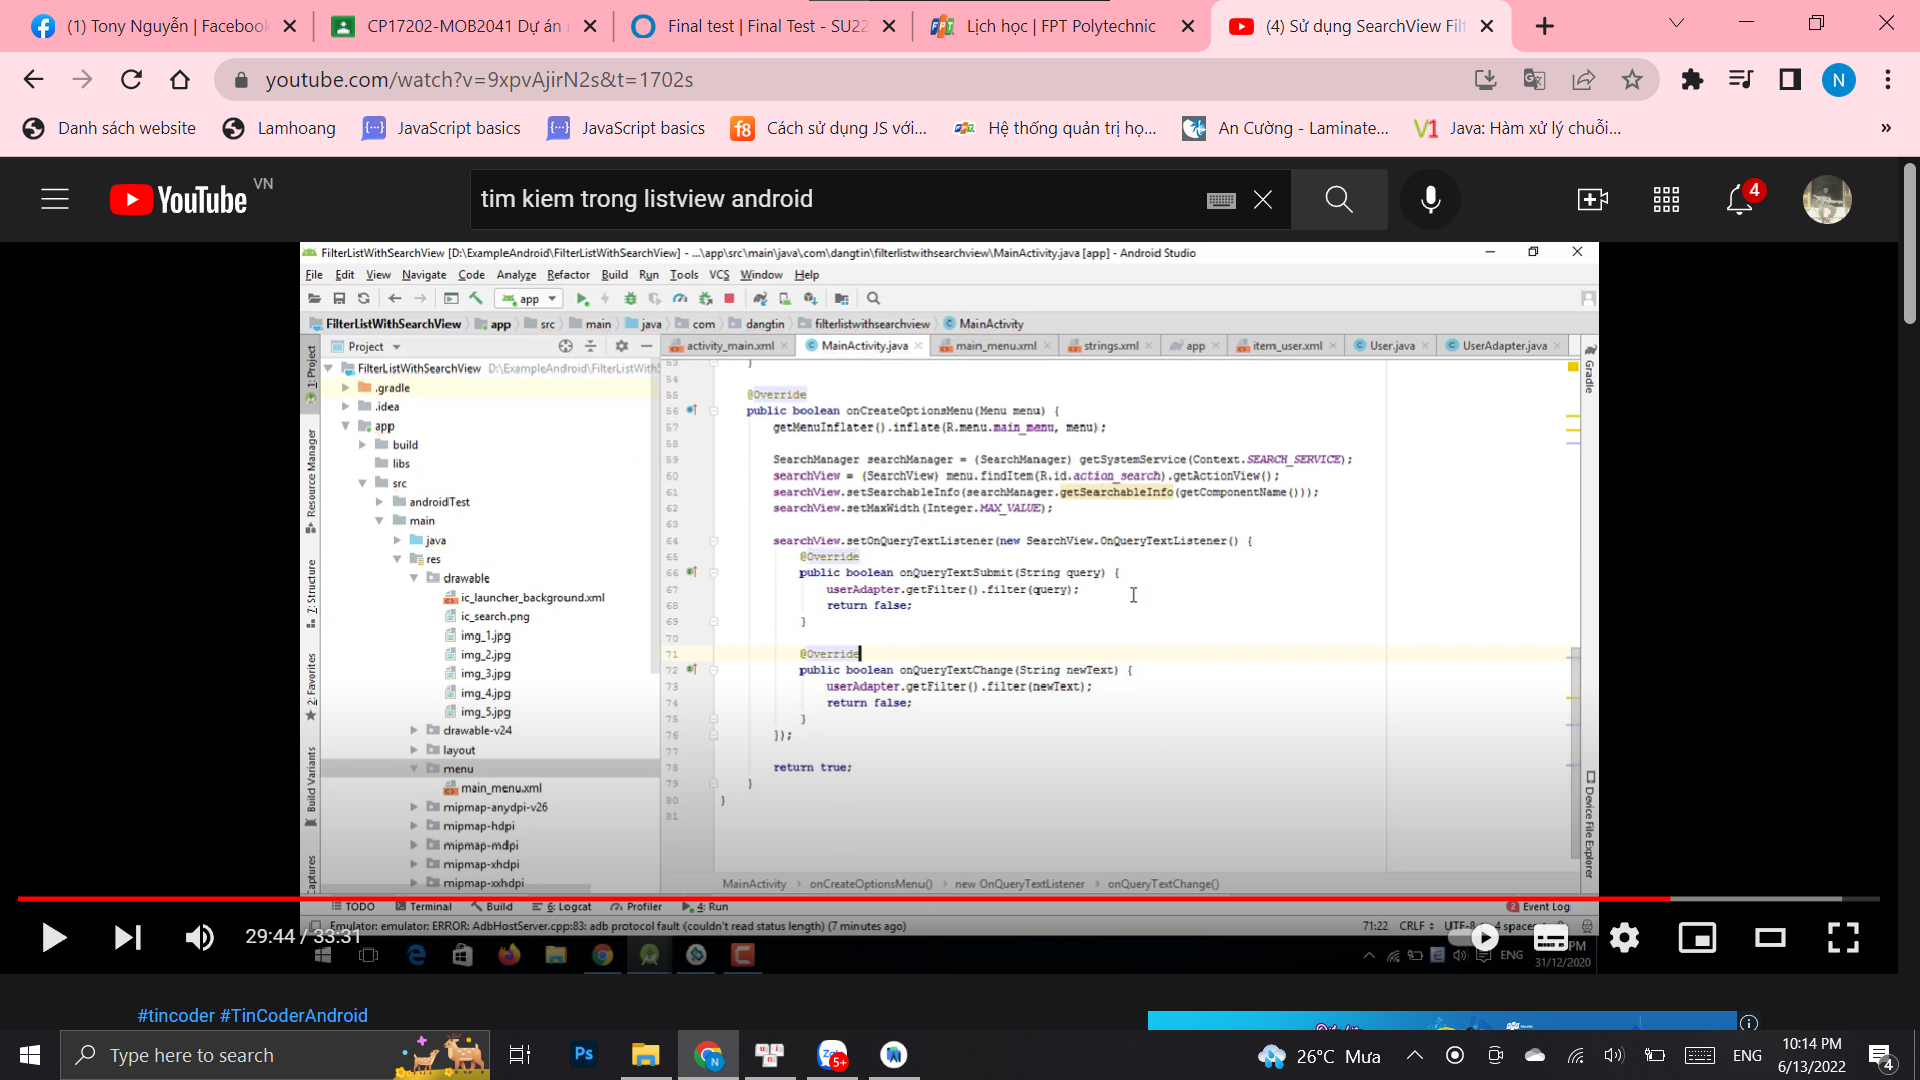 (1) Tony Nguyễn | Facebook
CP17202-MOB2041 Dự án
Final test | Final Test - SU22
Lịch học | FPT Polytechnic
(4) Sử dụng SearchView Filt
youtube.com/watch?v=9xpvAjirN2s&t=1702s
N
Danh sách website
Lamhoang
JavaScript basics
JavaScript basics
Cách sử dụng JS với...
Hệ thống quản trị họ...
An Cường - Laminate...
Java: Hàm xử lý chuỗi...
YouTube VN
tim kiem trong listview android
4
FilterListWithSearchView [D:\ExampleAndroid\FilterListWithSearchView] - ...\app\src\main\java\com\dangtin\filterlistwithsearchview\MainActivity.java [app] - Android Studio
File Edit View Navigate Code Analyze Refactor Build Run Tools VCS Window Help
app
FilterListWithSearchView app src main java com dangtin filterlistwithsearchview MainActivity
Project
activity_main.xml MainActivity.java main_menu.xml strings.xml app item_user.xml User.java UserAdapter.java
1: Project
Resource Manager
7: Structure
2: Favorites
Build Variants
Captures
Gradle
Device File Explorer
FilterListWithSearchView D:\ExampleAndroid\FilterListWithS
.gradle
.idea
app
build
libs
src
androidTest
main
java
res
drawable
ic_launcher_background.xml
ic_search.png
img_1.jpg
img_2.jpg
img_3.jpg
img_4.jpg
img_5.jpg
drawable-v24
layout
menu
main_menu.xml
mipmap-anydpi-v26
mipmap-hdpi
mipmap-mdpi
mipmap-xhdpi
mipmap-xxhdpi
53 }
54
55 @Override
56 public boolean onCreateOptionsMenu(Menu menu) {
57 getMenuInflater().inflate(R.menu.main_menu, menu);
58
59 SearchManager searchManager = (SearchManager) getSystemService(Context.SEARCH_SERVICE);
60 searchView = (SearchView) menu.findItem(R.id.action_search).getActionView();
61 searchView.setSearchableInfo(searchManager.getSearchableInfo(getComponentName()));
62 searchView.setMaxWidth(Integer.MAX_VALUE);
63
64 searchView.setOnQueryTextListener(new SearchView.OnQueryTextListener() {
65 @Override
66 public boolean onQueryTextSubmit(String query) {
67 userAdapter.getFilter().filter(query);
68 return false;
69 }
70
71 @Override
72 public boolean onQueryTextChange(String newText) {
73 userAdapter.getFilter().filter(newText);
74 return false;
75 }
76 });
77
78 return true;
79 }
80 }
81
MainActivity › onCreateOptionsMenu() › new OnQueryTextListener › onQueryTextChange()
TODO Terminal Build 6: Logcat Profiler 4: Run 2 Event Log
Emulator: emulator: ERROR: AdbHostServer.cpp:83: adb protocol fault (couldn't read status length) (7 minutes ago) 71:22 CRLF UTF-8 4 spaces
29:44 / 33:31
ENG PM
31/12/2020
#tincoder #TinCoderAndroid
Type here to search
Ps
5+
26°C Mưa
ENG
10:14 PM
6/13/2022
4